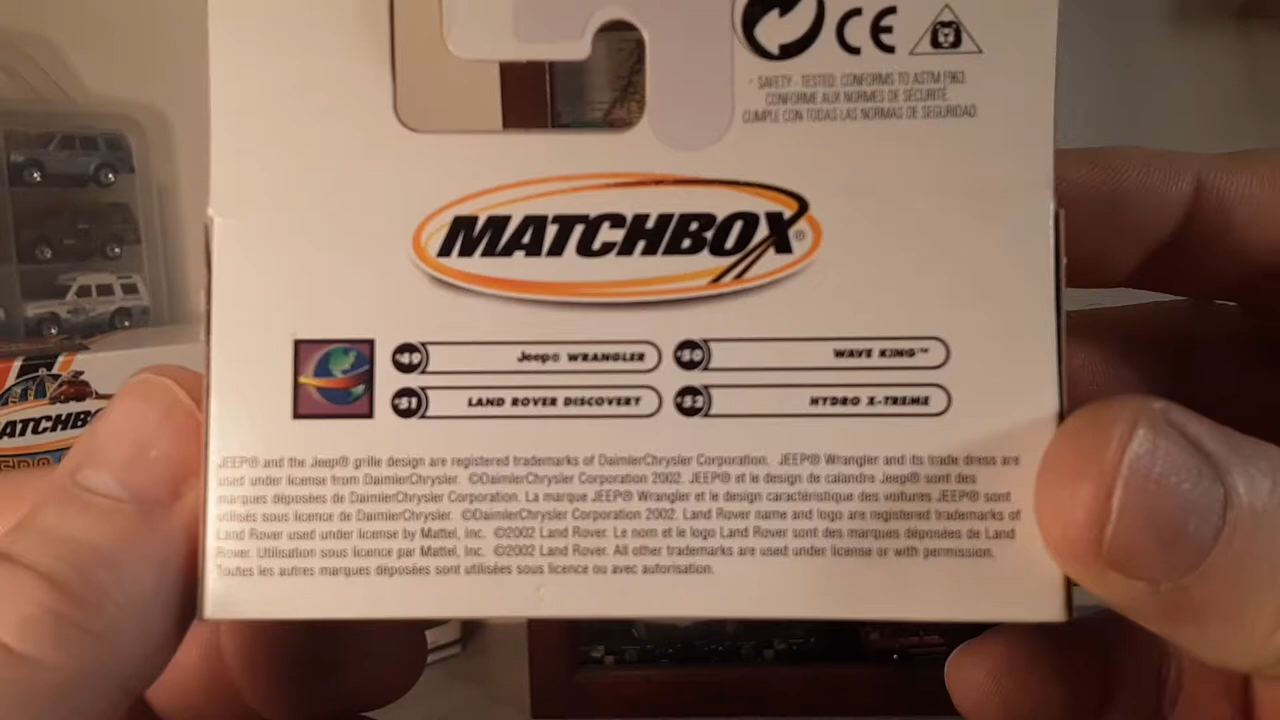 CE
* SAFETY - TESTED: CONFORMS TO ASTM F963.
CONFORME AUX NORMES DE SÉCURITÉ.
CUMPLE CON TODAS LAS NORMAS DE SEGURIDAD.
MATCHBOX®
#49 Jeep® WRANGLER
#50 WAVE KING™
#51 LAND ROVER DISCOVERY
#52 HYDRO X-TREME
ATCHB
JEEP® and the Jeep® grille design are registered trademarks of DaimlerChrysler Corporation. JEEP® Wrangler and its trade dress are
used under license from DaimlerChrysler. ©DaimlerChrysler Corporation 2002. JEEP® et le design de calandre Jeep® sont des
marques déposées de DaimlerChrysler Corporation. La marque JEEP® Wrangler et le design caractéristique des voitures JEEP® sont
utilisés sous licence de DaimlerChrysler. ©DaimlerChrysler Corporation 2002. Land Rover name and logo are registered trademarks of
Land Rover used under license by Mattel, Inc. ©2002 Land Rover. Le nom et le logo Land Rover sont des marques déposées de Land
Rover. Utilisation sous licence par Mattel, Inc. ©2002 Land Rover. All other trademarks are used under license or with permission.
Toutes les autres marques déposées sont utilisées sous licence ou avec autorisation.